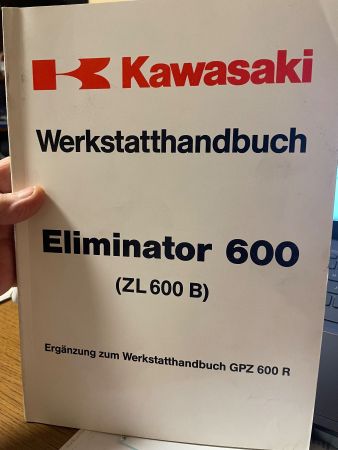 Kawasaki
Werkstatthandbuch
Eliminator 600
(ZL 600 B)
Ergänzung zum Werkstatthandbuch GPZ 600 R